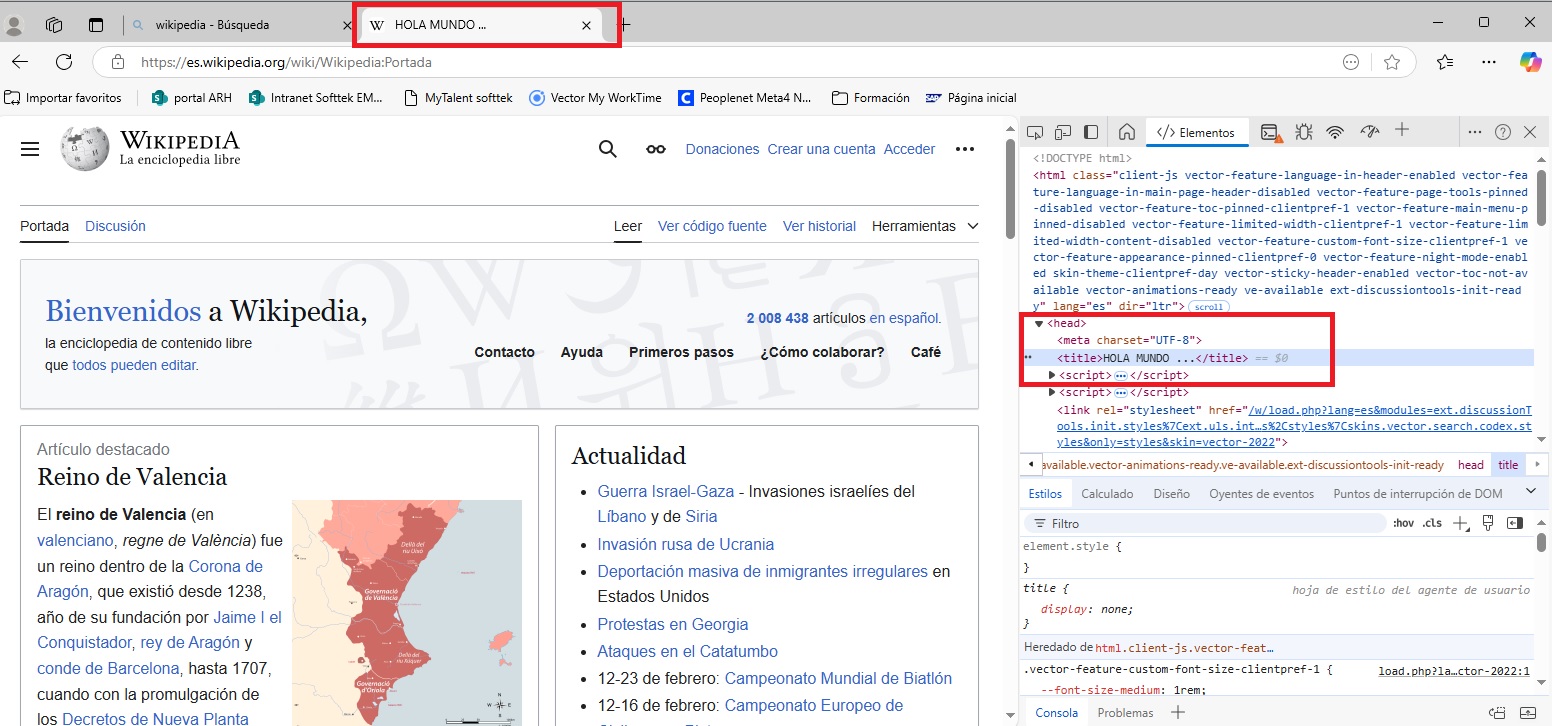 wikipedia - Búsqueda
W HOLA MUNDO ...
https://es.wikipedia.org/wiki/Wikipedia:Portada
Importar favoritos
portal ARH
Intranet Softtek EM...
MyTalent softtek
Vector My WorkTime
Peoplenet Meta4 N...
Formación
Página inicial
WIKIPEDIA
La enciclopedia libre
Donaciones Crear una cuenta Acceder
Portada Discusión
Leer Ver código fuente Ver historial Herramientas
Bienvenidos a Wikipedia,
la enciclopedia de contenido libre
que todos pueden editar.
2 008 438 artículos en español.
Contacto Ayuda Primeros pasos ¿Cómo colaborar? Café
Artículo destacado
Reino de Valencia
El reino de Valencia (en
valenciano, regne de València) fue
un reino dentro de la Corona de
Aragón, que existió desde 1238,
año de su fundación por Jaime I el
Conquistador, rey de Aragón y
conde de Barcelona, hasta 1707,
cuando con la promulgación de
los Decretos de Nueva Planta
Governació
de València
Governació
d'Oriola
Actualidad
Guerra Israel-Gaza - Invasiones israelíes del
Líbano y de Siria
Invasión rusa de Ucrania
Deportación masiva de inmigrantes irregulares en
Estados Unidos
Protestas en Georgia
Ataques en el Catatumbo
12-23 de febrero: Campeonato Mundial de Biatlón
12-16 de febrero: Campeonato Europeo de
</> Elementos
<!DOCTYPE html>
<html class="client-js vector-feature-language-in-header-enabled vector-fea
ture-language-in-main-page-header-disabled vector-feature-page-tools-pinned
-disabled vector-feature-toc-pinned-clientpref-1 vector-feature-main-menu-p
inned-disabled vector-feature-limited-width-clientpref-1 vector-feature-lim
ited-width-content-disabled vector-feature-custom-font-size-clientpref-1 ve
ctor-feature-appearance-pinned-clientpref-0 vector-feature-night-mode-enabl
ed skin-theme-clientpref-day vector-sticky-header-enabled vector-toc-not-av
ailable vector-animations-ready ve-available ext-discussiontools-init-read
y" lang="es" dir="ltr"> scroll
<head>
<meta charset="UTF-8">
<title>HOLA MUNDO ...</title> == $0
<script> ... </script>
<script> ... </script>
<link rel="stylesheet" href="/w/load.php?lang=es&modules=ext.discussionT
ools.init.styles%7Cext.uls.int…s%2Cstyles%7Cskins.vector.search.codex.st
yles&only=styles&skin=vector-2022">
available.vector-animations-ready.ve-available.ext-discussiontools-init-ready head title
Estilos Calculado Diseño Oyentes de eventos Puntos de interrupción de DOM
Filtro
:hov .cls
element.style {
}
title {
hoja de estilo del agente de usuario
display: none;
}
Heredado de html.client-js.vector-feat…
.vector-feature-custom-font-size-clientpref-1 {
load.php?la…ctor-2022:1
--font-size-medium: 1rem;
Consola Problemas